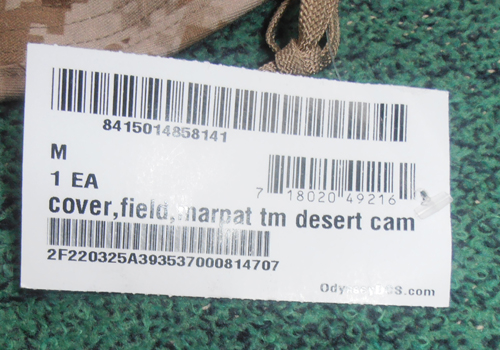 8415014858141
M
1 EA
7 18020 49216
cover,field,marpat tm desert cam
2F220325A393537000814707